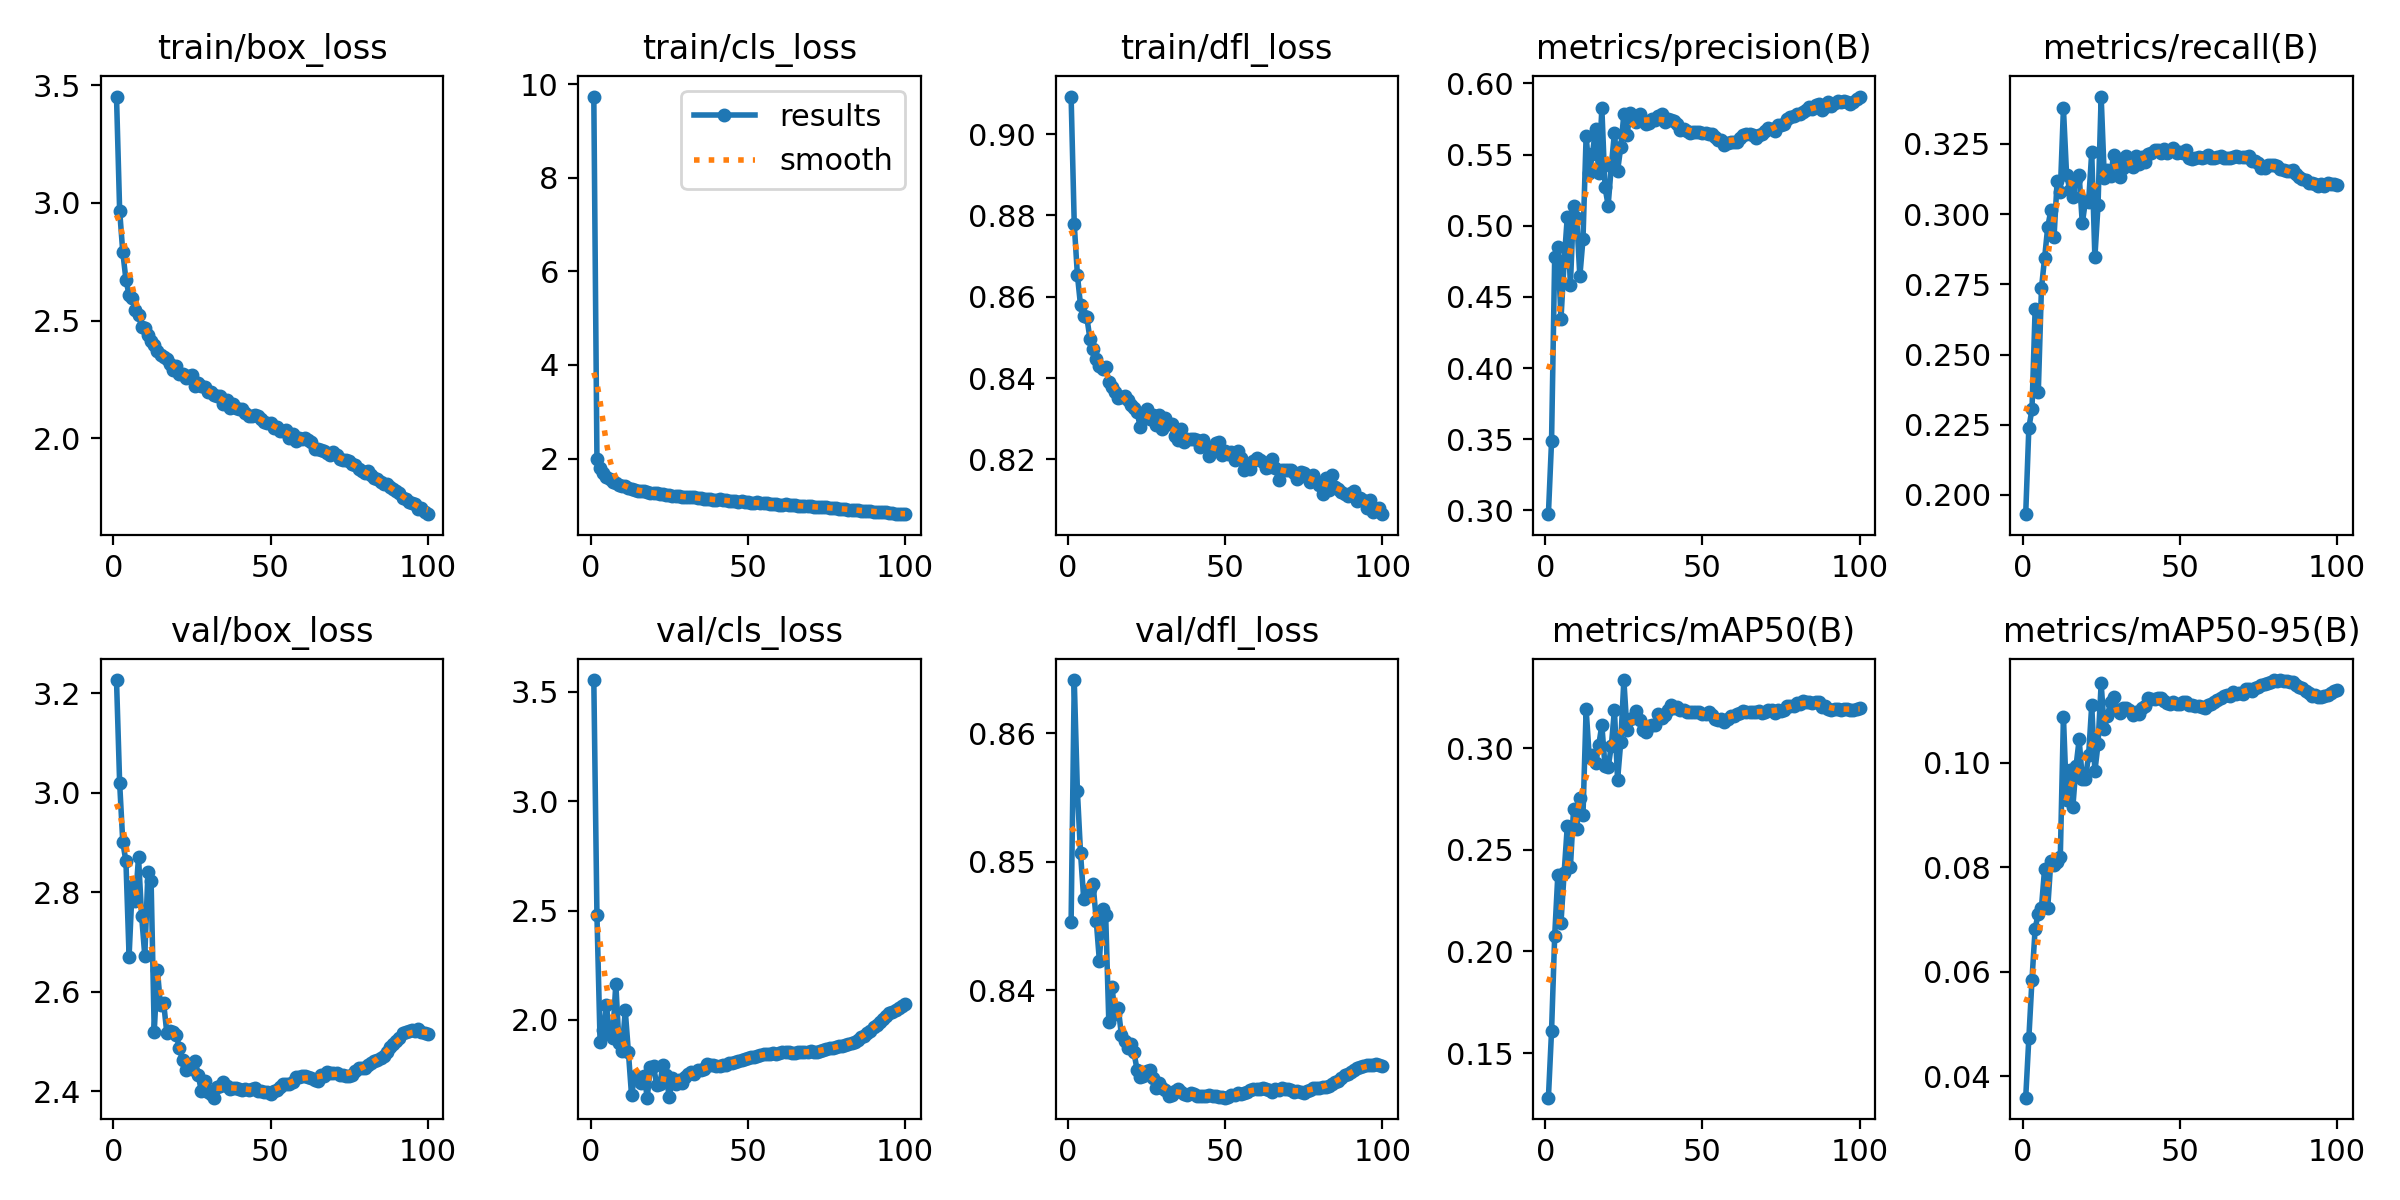 train/box_loss
3.5
3.0
2.5
2.0
0 50 100
train/cls_loss
10
8
6
4
2
results
smooth
0 50 100
train/dfl_loss
0.90
0.88
0.86
0.84
0.82
0 50 100
metrics/precision(B)
0.60
0.55
0.50
0.45
0.40
0.35
0.30
0 50 100
metrics/recall(B)
0.325
0.300
0.275
0.250
0.225
0.200
0 50 100
val/box_loss
3.2
3.0
2.8
2.6
2.4
0 50 100
val/cls_loss
3.5
3.0
2.5
2.0
0 50 100
val/dfl_loss
0.86
0.85
0.84
0 50 100
metrics/mAP50(B)
0.30
0.25
0.20
0.15
0 50 100
metrics/mAP50-95(B)
0.10
0.08
0.06
0.04
0 50 100